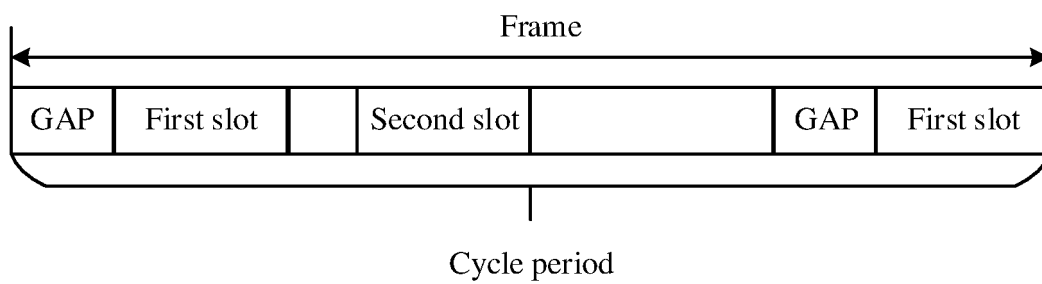 Frame
GAP First slot Second slot GAP First slot
Cycle period